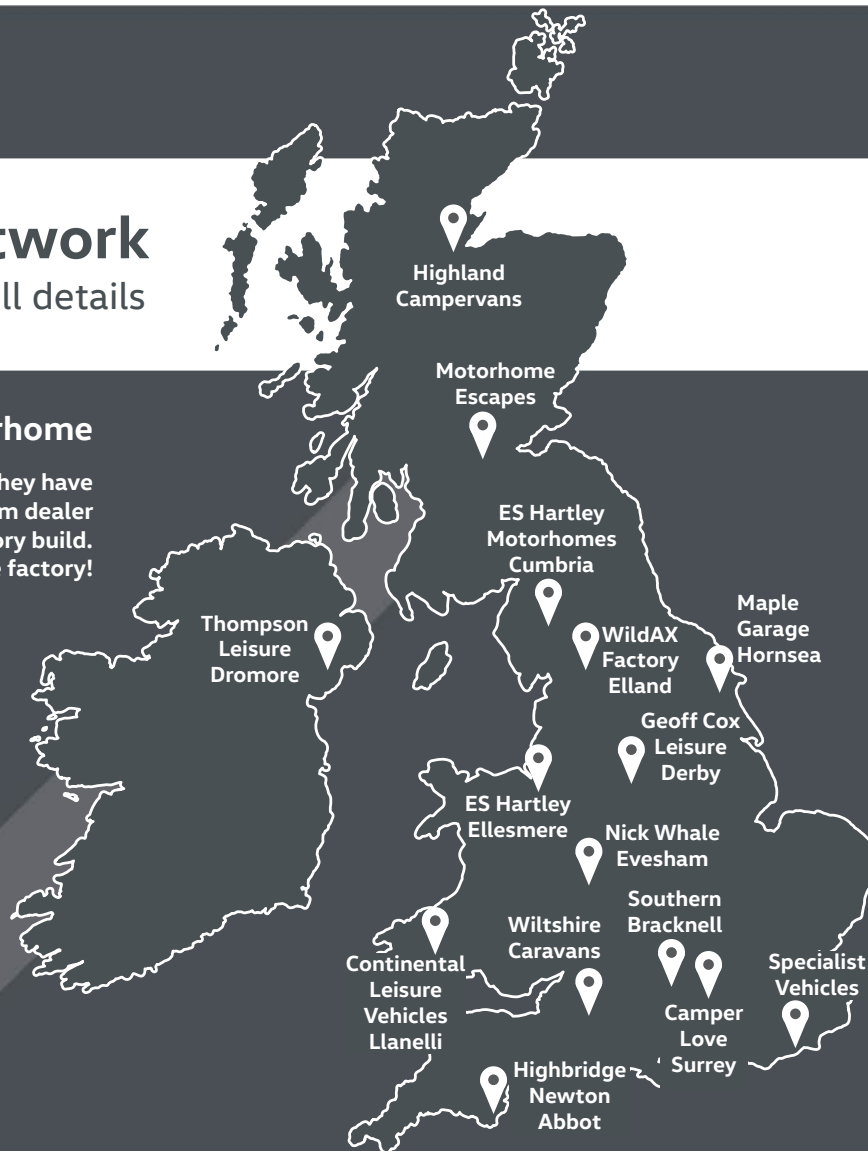 twork
ll details
rhome
hey have
m dealer
ory build.
factory!
Highland
Campervans
Motorhome
Escapes
ES Hartley
Motorhomes
Cumbria
Thompson
Leisure
Dromore
WildAX
Factory
Elland
Maple
Garage
Hornsea
Geoff Cox
Leisure
Derby
ES Hartley
Ellesmere
Nick Whale
Evesham
Southern
Bracknell
Wiltshire
Caravans
Continental
Leisure
Vehicles
Llanelli
Specialist
Vehicles
Camper
Love
Surrey
Highbridge
Newton
Abbot